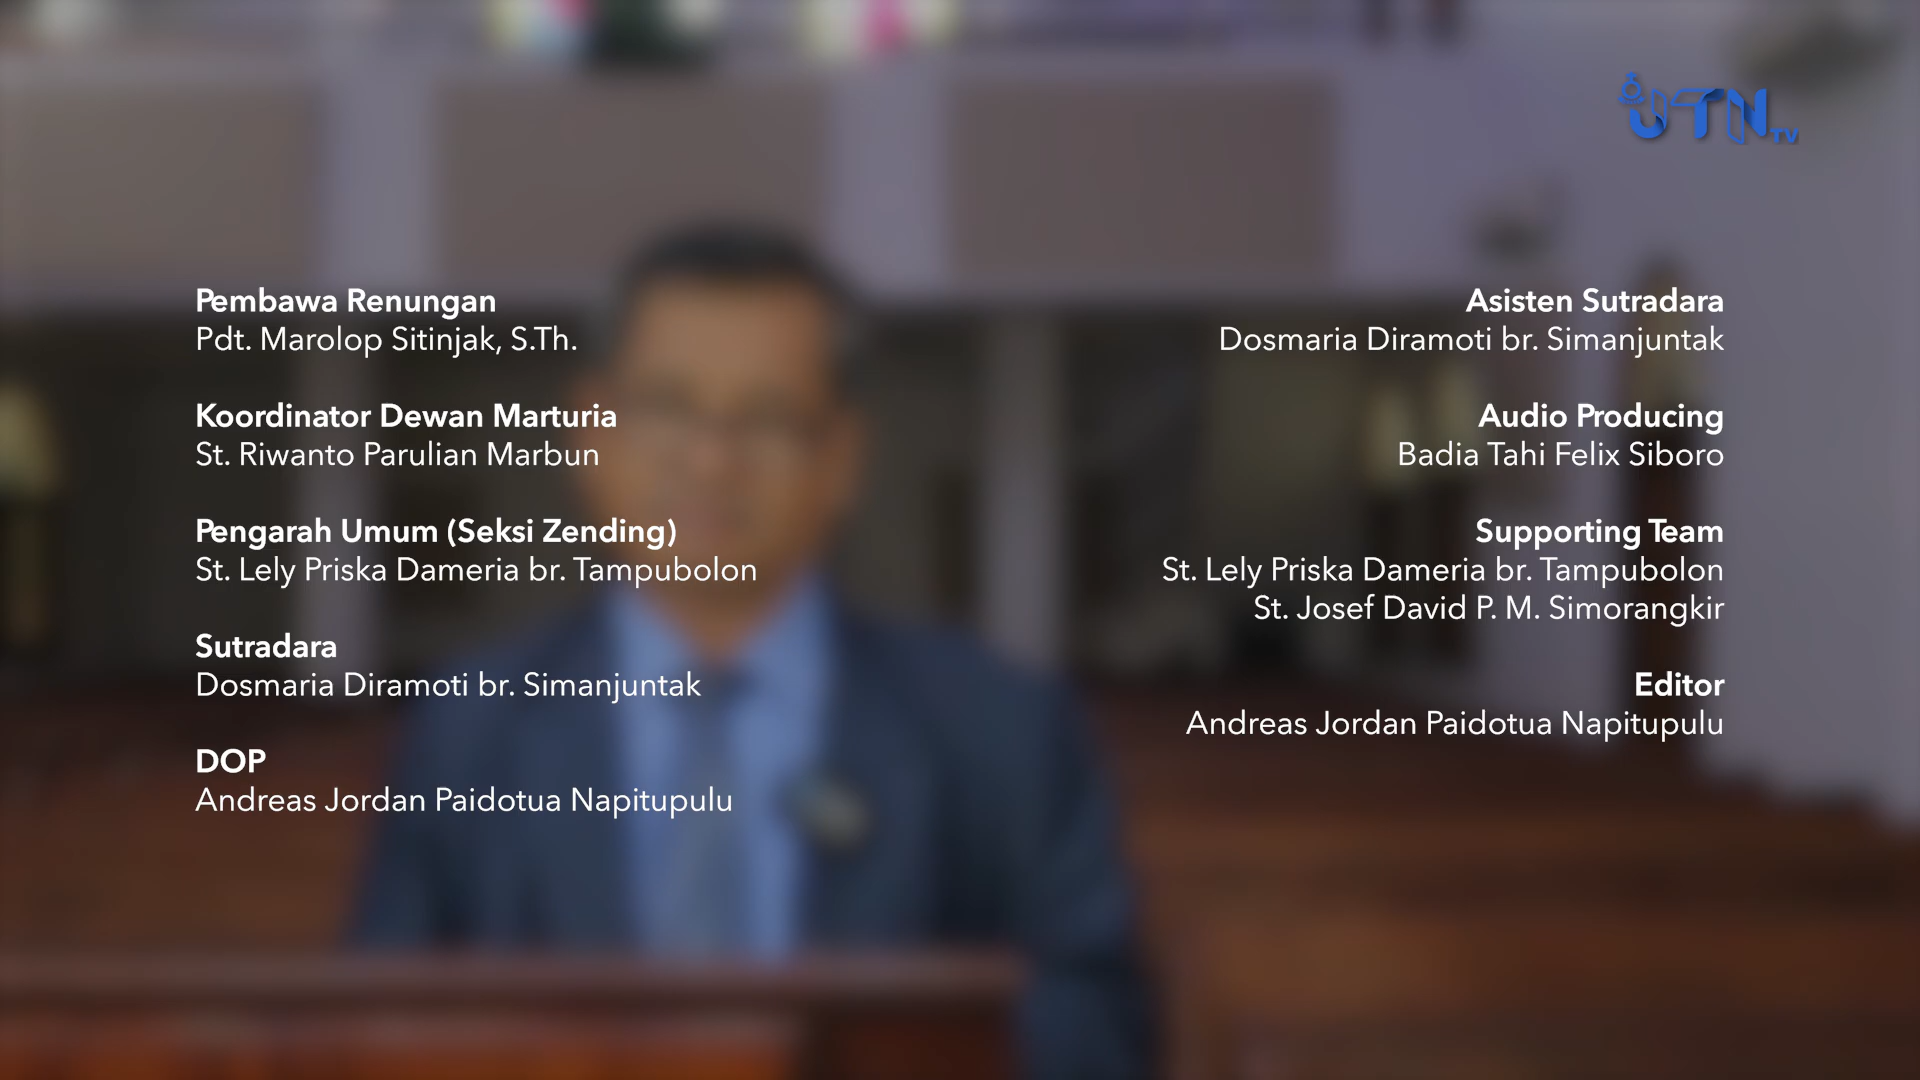 UTN TV
Pembawa Renungan
Pdt. Marolop Sitinjak, S.Th.
Koordinator Dewan Marturia
St. Riwanto Parulian Marbun
Pengarah Umum (Seksi Zending)
St. Lely Priska Dameria br. Tampubolon
Sutradara
Dosmaria Diramoti br. Simanjuntak
DOP
Andreas Jordan Paidotua Napitupulu
Asisten Sutradara
Dosmaria Diramoti br. Simanjuntak
Audio Producing
Badia Tahi Felix Siboro
Supporting Team
St. Lely Priska Dameria br. Tampubolon
St. Josef David P. M. Simorangkir
Editor
Andreas Jordan Paidotua Napitupulu